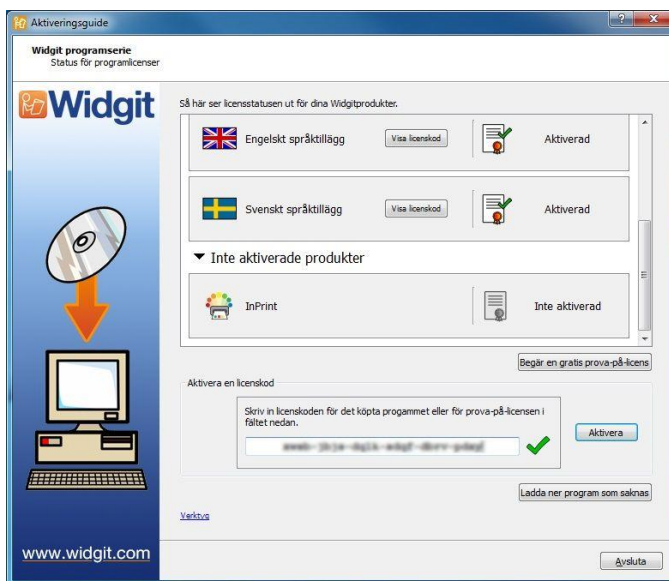 Aktiveringsguide
Widgit programserie
Status för programlicenser
Widgit
Så här ser licensstatusen ut för dina Widgitprodukter.
Engelskt språktillägg
Visa licenskod
Aktiverad
Svenskt språktillägg
Visa licenskod
Aktiverad
Inte aktiverade produkter
InPrint
Inte aktiverad
Begär en gratis prova-på-licens
Aktivera en licenskod
Skriv in licenskoden för det köpta progammet eller för prova-på-licensen i
fältet nedan.
Aktivera
Ladda ner program som saknas
Verktyg
www.widgit.com
Avsluta